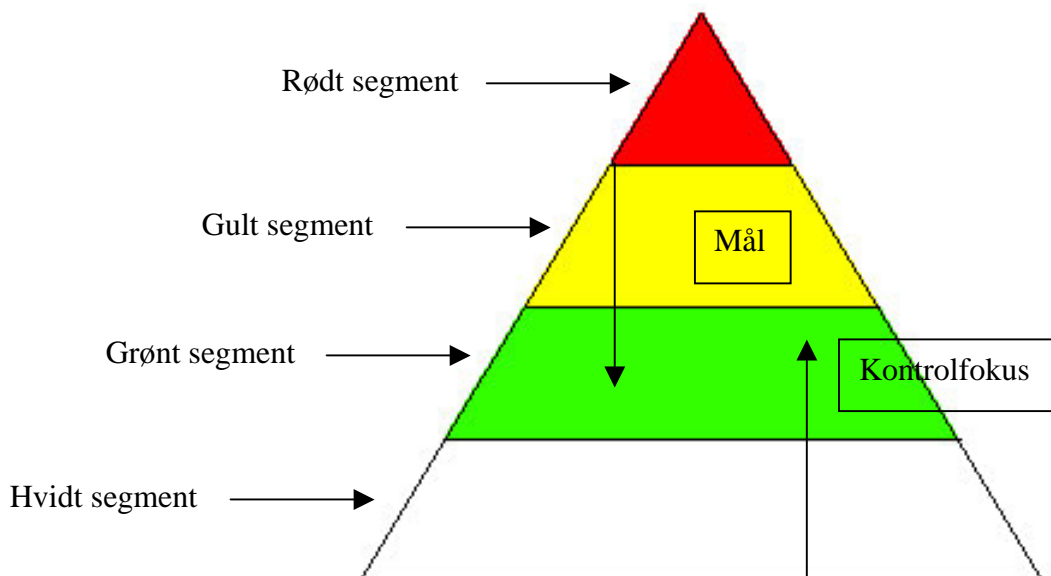 Rødt segment
Gult segment
Mål
Grønt segment
Kontrolfokus
Hvidt segment